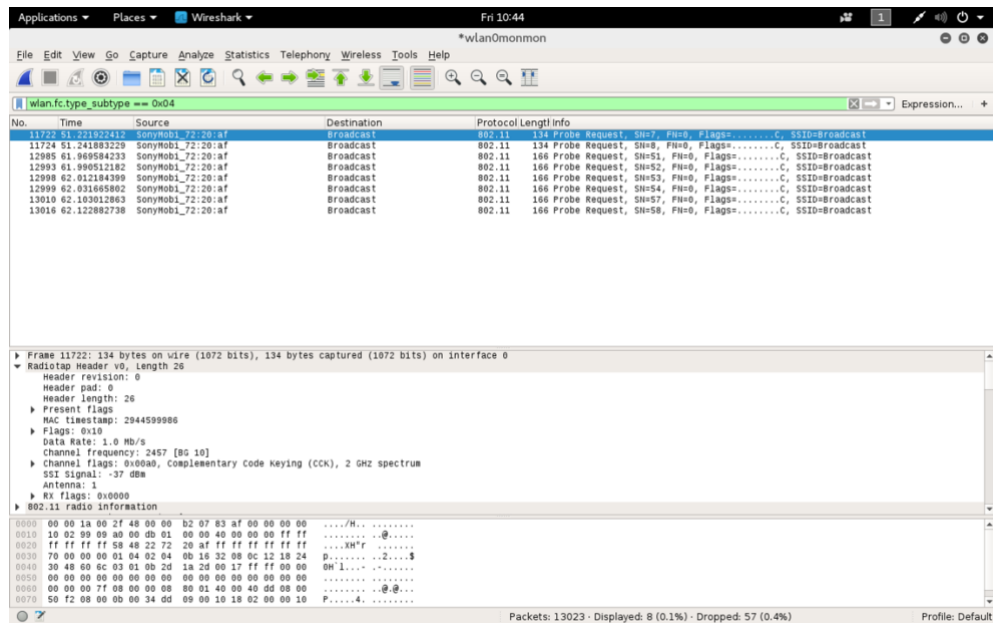 Applications Places Wireshark Fri 10:44 1
*wlan0monmon
File Edit View Go Capture Analyze Statistics Telephony Wireless Tools Help
wlan.fc.type_subtype == 0x04 Expression... +
No. Time Source Destination Protocol Lengtl Info
11722 51.221922412 SonyMobi_72:20:af Broadcast 802.11 134 Probe Request, SN=7, FN=0, Flags=........C, SSID=Broadcast
11724 51.241883229 SonyMobi_72:20:af Broadcast 802.11 134 Probe Request, SN=8, FN=0, Flags=........C, SSID=Broadcast
12985 61.969584233 SonyMobi_72:20:af Broadcast 802.11 166 Probe Request, SN=51, FN=0, Flags=........C, SSID=Broadcast
12993 61.990512182 SonyMobi_72:20:af Broadcast 802.11 166 Probe Request, SN=52, FN=0, Flags=........C, SSID=Broadcast
12998 62.012184399 SonyMobi_72:20:af Broadcast 802.11 166 Probe Request, SN=53, FN=0, Flags=........C, SSID=Broadcast
12999 62.031665802 SonyMobi_72:20:af Broadcast 802.11 166 Probe Request, SN=54, FN=0, Flags=........C, SSID=Broadcast
13010 62.103012863 SonyMobi_72:20:af Broadcast 802.11 166 Probe Request, SN=57, FN=0, Flags=........C, SSID=Broadcast
13016 62.122882738 SonyMobi_72:20:af Broadcast 802.11 166 Probe Request, SN=58, FN=0, Flags=........C, SSID=Broadcast
Frame 11722: 134 bytes on wire (1072 bits), 134 bytes captured (1072 bits) on interface 0
Radiotap Header v0, Length 26
Header revision: 0
Header pad: 0
Header length: 26
Present flags
MAC timestamp: 2944599986
Flags: 0x10
Data Rate: 1.0 Mb/s
Channel frequency: 2457 [BG 10]
Channel flags: 0x00a0, Complementary Code Keying (CCK), 2 GHz spectrum
SSI Signal: -37 dBm
Antenna: 1
RX flags: 0x0000
802.11 radio information
0000 00 00 1a 00 2f 48 00 00 b2 07 83 af 00 00 00 00 ..../H.. ........
0010 10 02 99 09 a0 00 db 01 00 00 40 00 00 00 ff ff ........ ..@.....
0020 ff ff ff ff 58 48 22 72 20 af ff ff ff ff ff ff ....XH"r .......
0030 70 00 00 00 01 04 02 04 0b 16 32 08 0c 12 18 24 p....... ..2....$
0040 30 48 60 6c 03 01 0b 2d 1a 2d 00 17 ff ff 00 00 0H`l...- .-......
0050 00 00 00 00 00 00 00 00 00 00 00 00 00 00 00 00 ........ ........
0060 00 00 00 7f 08 00 00 08 80 01 40 00 40 dd 08 00 ........ ..@.@...
0070 50 f2 08 00 0b 00 34 dd 09 00 10 18 02 00 00 10 P.....4. ........
Packets: 13023 · Displayed: 8 (0.1%) · Dropped: 57 (0.4%) Profile: Default